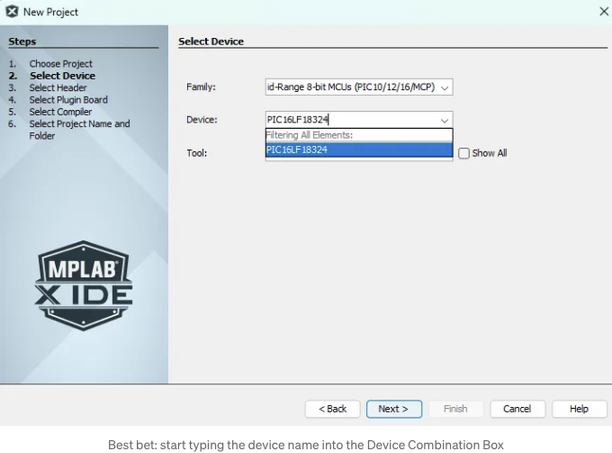 New Project
Steps
1. Choose Project
2. Select Device
3. Select Header
4. Select Plugin Board
5. Select Compiler
6. Select Project Name and
Folder
MPLAB®
X IDE
Select Device
Family:
id-Range 8-bit MCUs (PIC10/12/16/MCP)
Device:
PIC16LF18324
Filtering All Elements:
PIC16LF18324
Tool:
Show All
< Back
Next >
Finish
Cancel
Help
Best bet: start typing the device name into the Device Combination Box